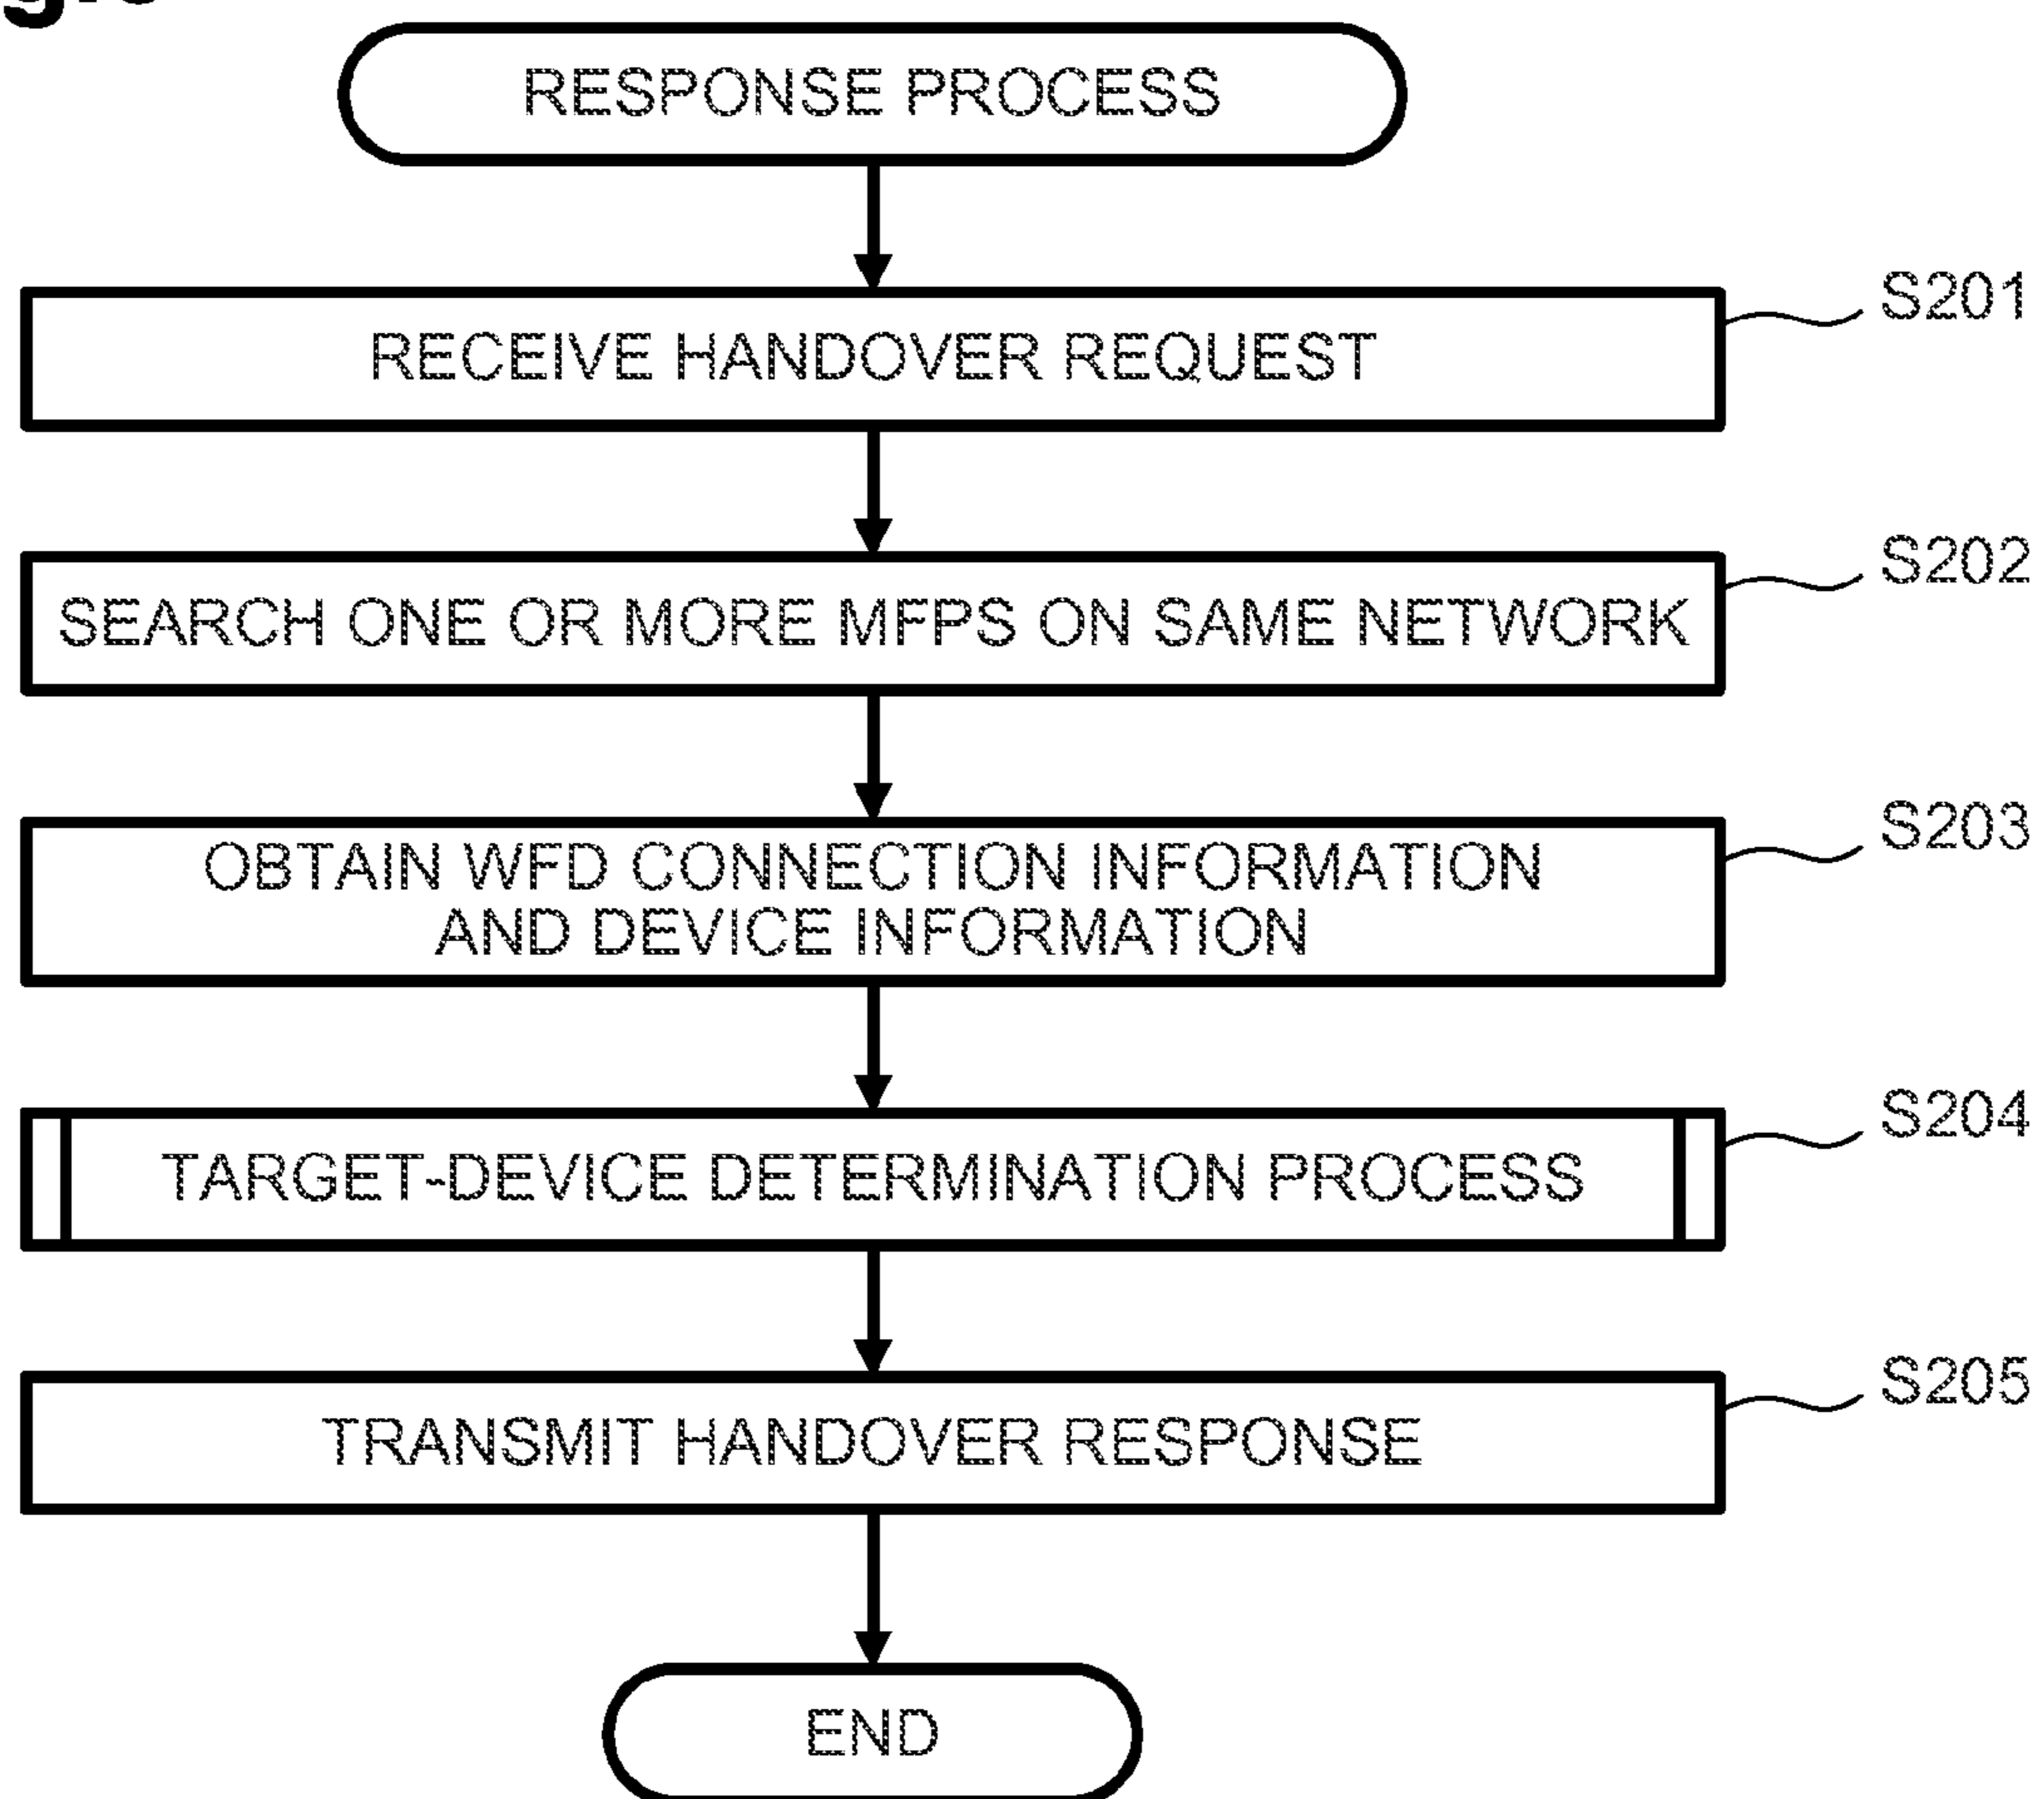 RESPONSE PROCESS
RECEIVE HANDOVER REQUEST
S201
SEARCH ONE OR MORE MFPS ON SAME NETWORK
S202
OBTAIN WFD CONNECTION INFORMATION
AND DEVICE INFORMATION
S203
TARGET-DEVICE DETERMINATION PROCESS
S204
TRANSMIT HANDOVER RESPONSE
S205
END